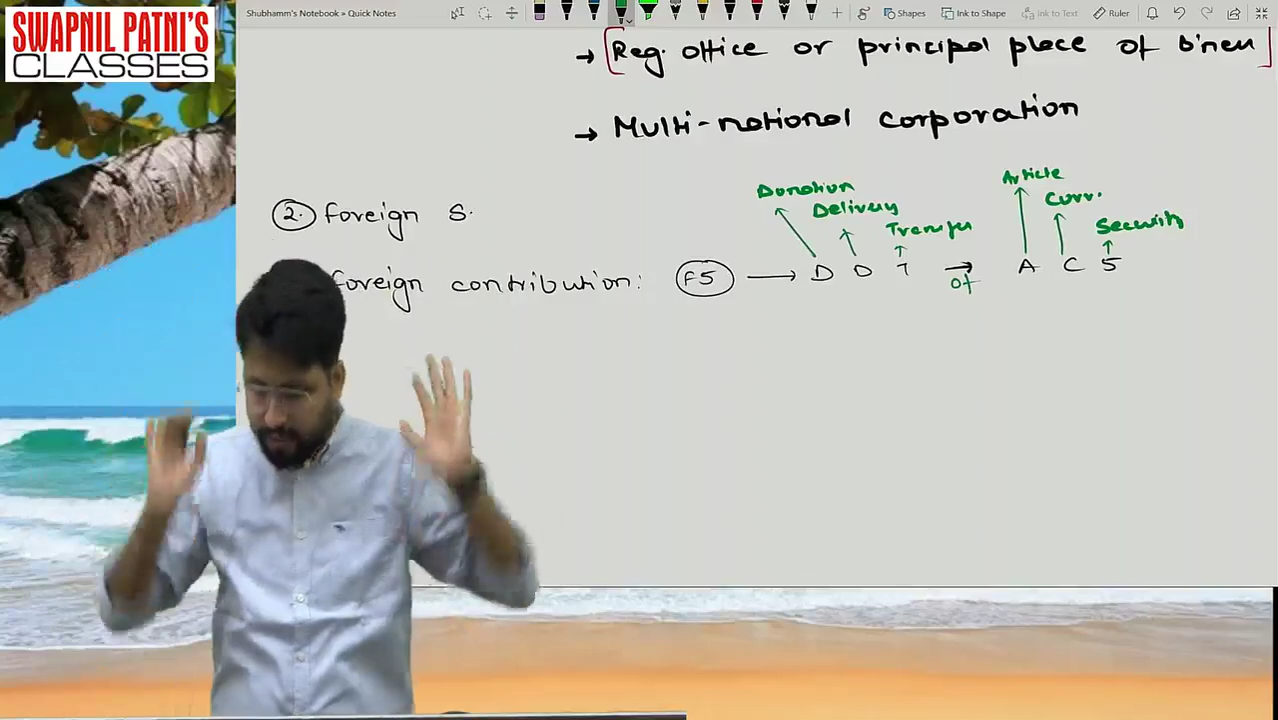 SWAPNIL PATNI'S
CLASSES
Shubhamm's Notebook » Quick Notes
Shapes
Ink to Shape
Ink to Text
Ruler
→ [Reg. office or principal place of b'ness]
→ Multi-national corporation
Donation
Delivery
Transfer
Article
Curr.
Security
2. Foreign S.
foreign contribution: FS → D D T → of A C S